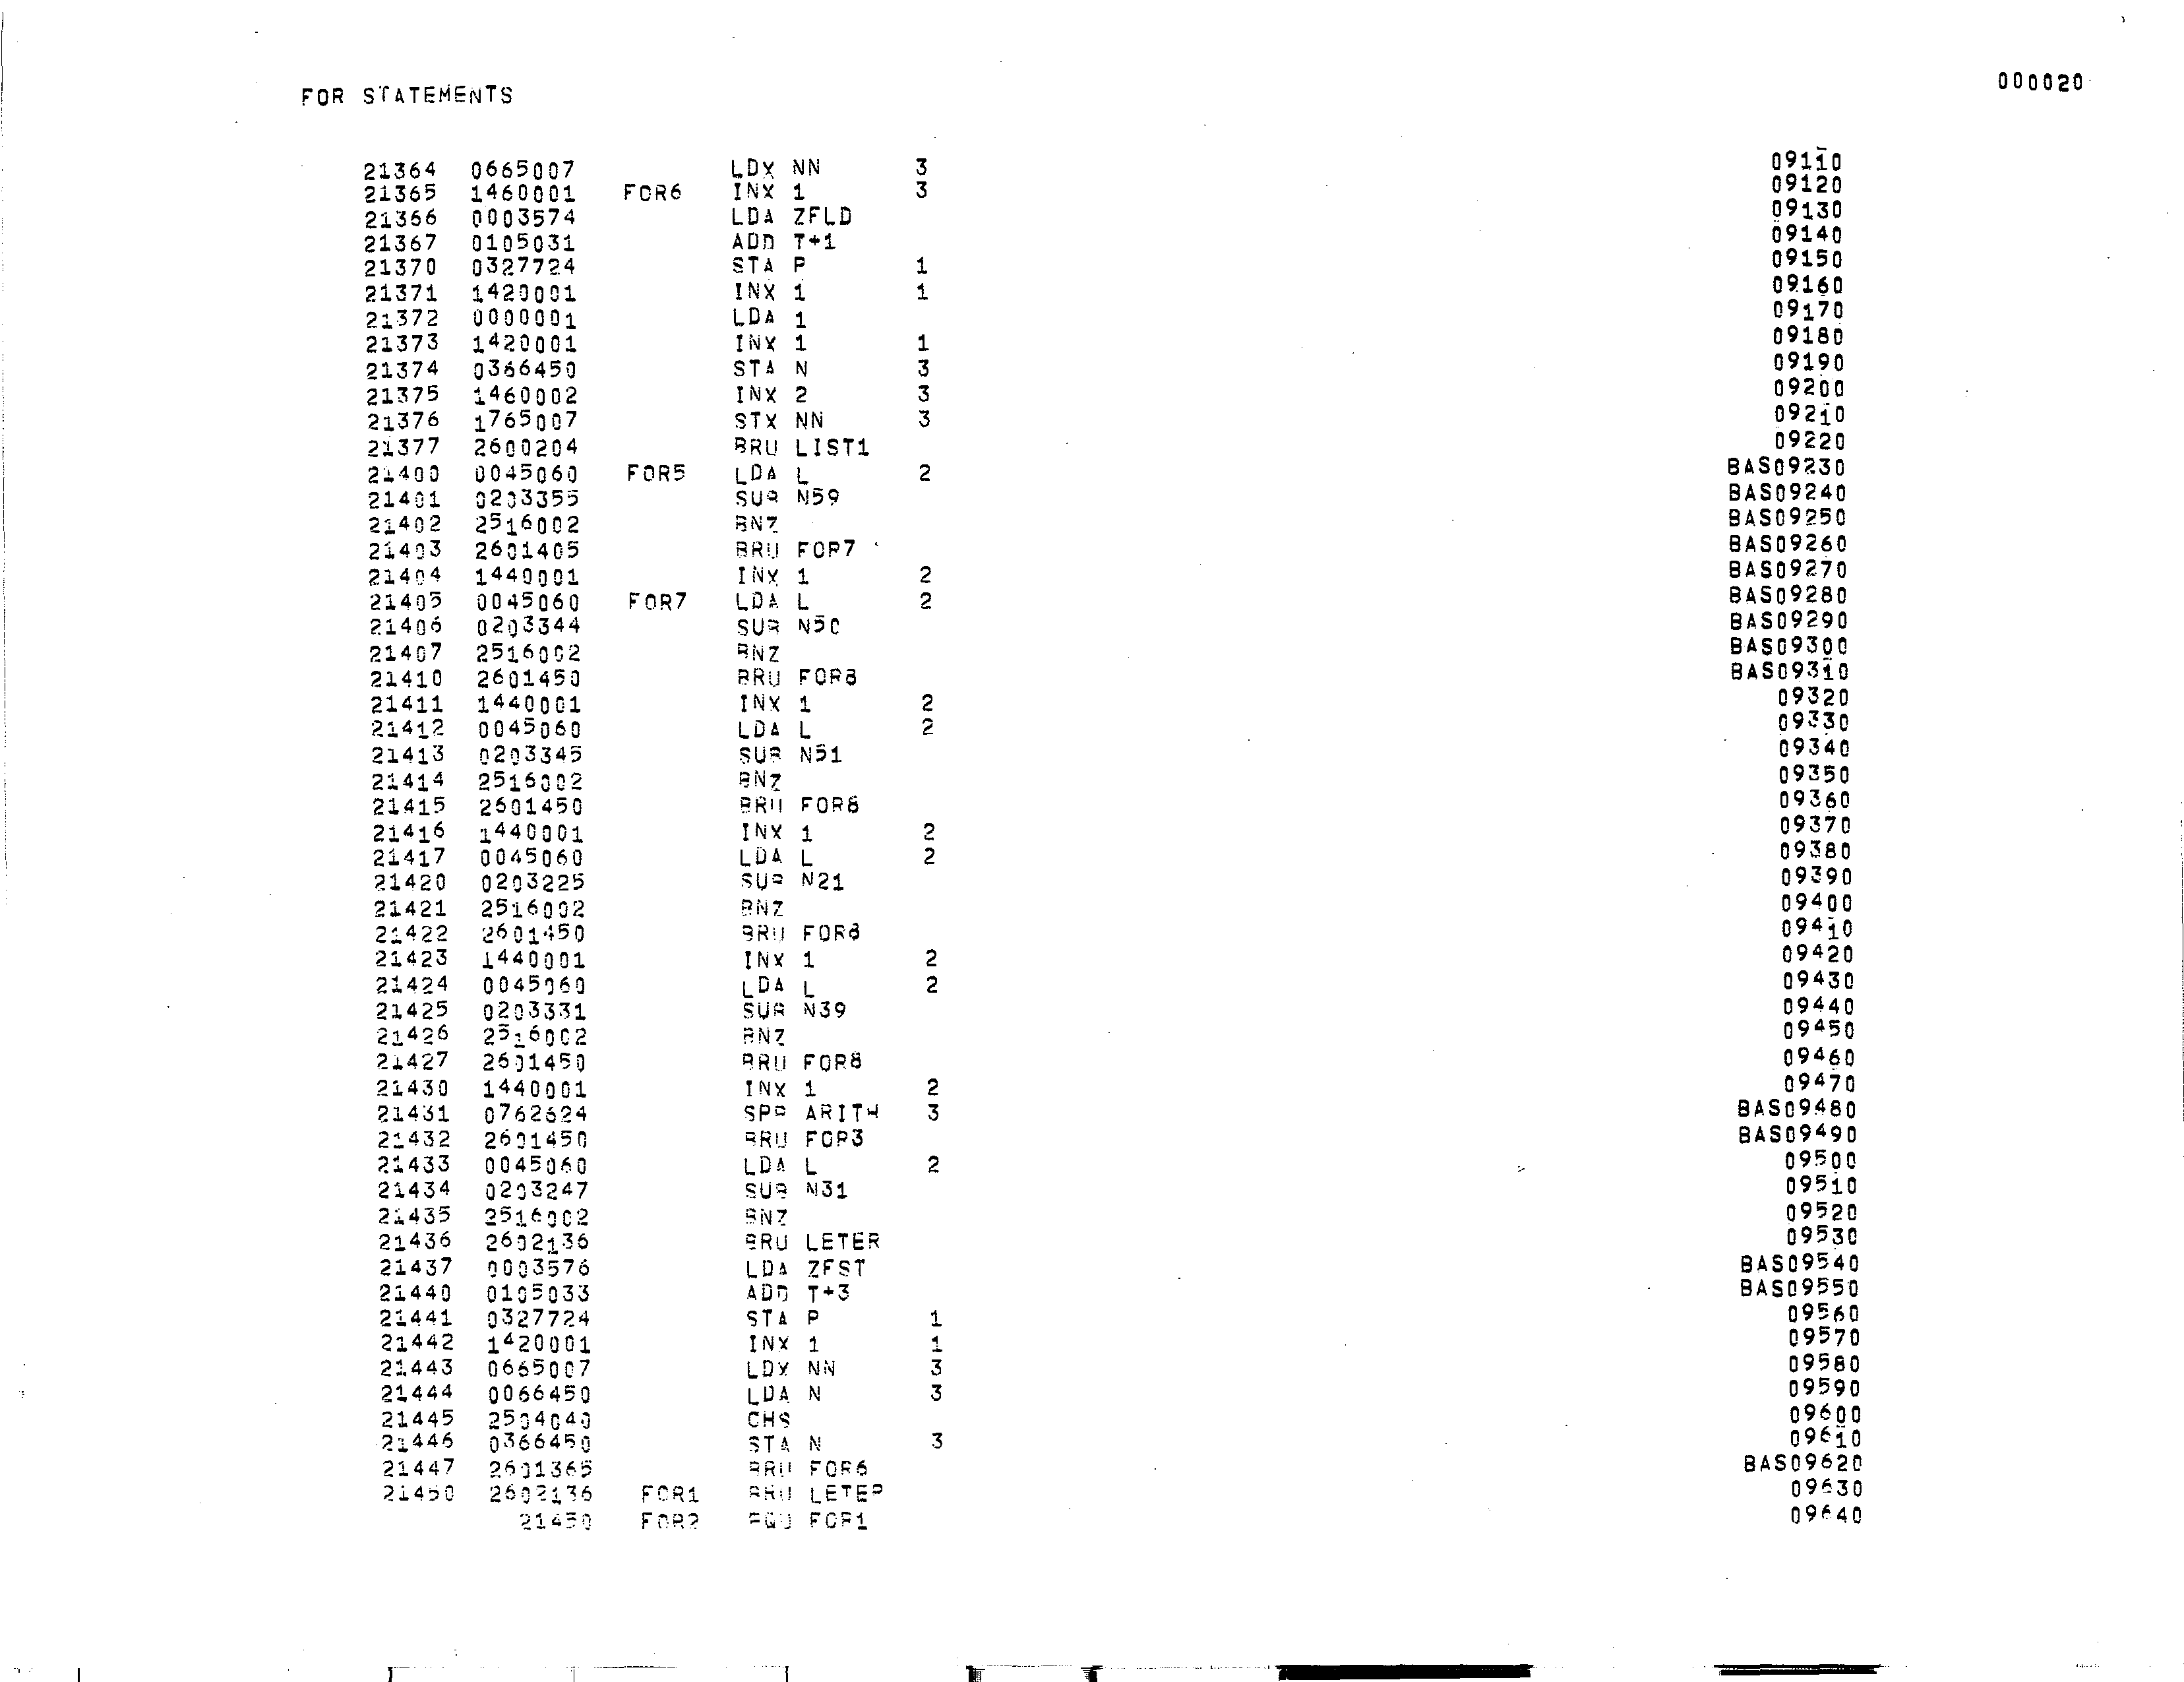 000020
FOR STATEMENTS
21364 0665007 LDX NN 3 09110
21365 1460001 FOR6 INX 1 3 09120
21366 0003574 LDA ZFLD 09130
21367 0105031 ADD T+1 09140
21370 0327724 STA P 1 09150
21371 1420001 INX 1 1 09160
21372 0000001 LDA 1 09170
21373 1420001 INX 1 1 09180
21374 0366450 STA N 3 09190
21375 1460002 INX 2 3 09200
21376 1765007 STX NN 3 09210
21377 2600204 BRU LIST1 09220
21400 0045060 FOR5 LDA L 2 BAS09230
21401 0203355 SUB N59 BAS09240
21402 2516002 BNZ BAS09250
21403 2601405 BRU FOR7 BAS09260
21404 1440001 INX 1 2 BAS09270
21405 0045060 FOR7 LDA L 2 BAS09280
21406 0203344 SUB N50 BAS09290
21407 2516002 BNZ BAS09300
21410 2601450 BRU FOR8 BAS09310
21411 1440001 INX 1 2 09320
21412 0045060 LDA L 2 09330
21413 0203345 SUB N51 09340
21414 2516002 BNZ 09350
21415 2601450 BRU FOR8 09360
21416 1440001 INX 1 2 09370
21417 0045060 LDA L 2 09380
21420 0203225 SUB N21 09390
21421 2516002 BNZ 09400
21422 2601450 BRU FOR8 09410
21423 1440001 INX 1 2 09420
21424 0045060 LDA L 2 09430
21425 0203331 SUB N39 09440
21426 2516002 BNZ 09450
21427 2601450 BRU FOR8 09460
21430 1440001 INX 1 2 09470
21431 0762624 SPB ARITH 3 BAS09480
21432 2601450 BRU FOR8 BAS09490
21433 0045060 LDA L 2 09500
21434 0203247 SUB N31 09510
21435 2516002 BNZ 09520
21436 2602136 BRU LETER 09530
21437 0003576 LDA ZFST BAS09540
21440 0105033 ADD T+3 BAS09550
21441 0327724 STA P 1 09560
21442 1420001 INX 1 1 09570
21443 0665007 LDX NN 3 09580
21444 0066450 LDA N 3 09590
21445 2504040 CHS 09600
21446 0366450 STA N 3 09610
21447 2601365 BRU FOR6 BAS09620
21450 2602136 FOR1 BRU LETER 09630
21450 FOR2 EQU FOR1 09640